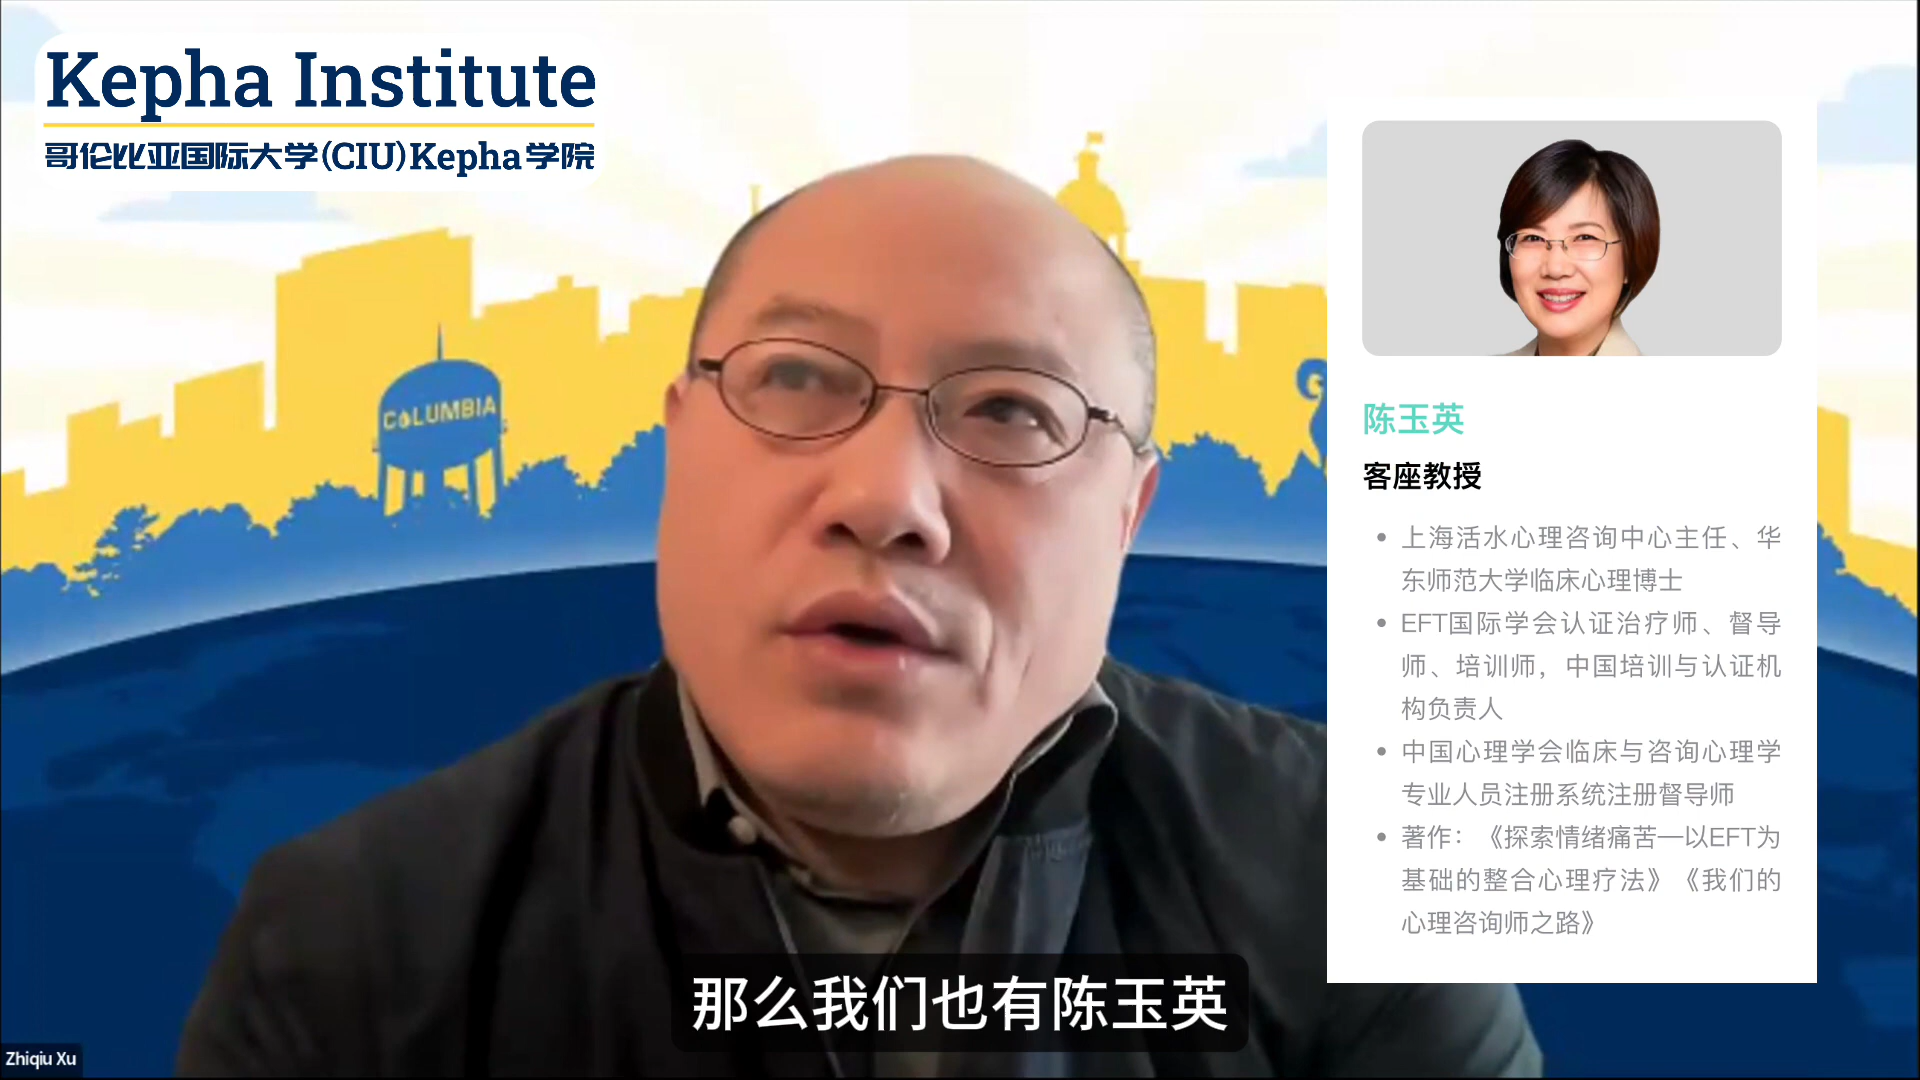 Kepha Institute
哥伦比亚国际大学(CIU)Kepha学院
COLUMBIA
陈玉英
客座教授
• 上海活水心理咨询中心主任、华
东师范大学临床心理博士
• EFT国际学会认证治疗师、督导
师、培训师，中国培训与认证机
构负责人
• 中国心理学会临床与咨询心理学
专业人员注册系统注册督导师
• 著作：《探索情绪痛苦—以EFT为
基础的整合心理疗法》《我们的
心理咨询师之路》
那么我们也有陈玉英
Zhiqiu Xu